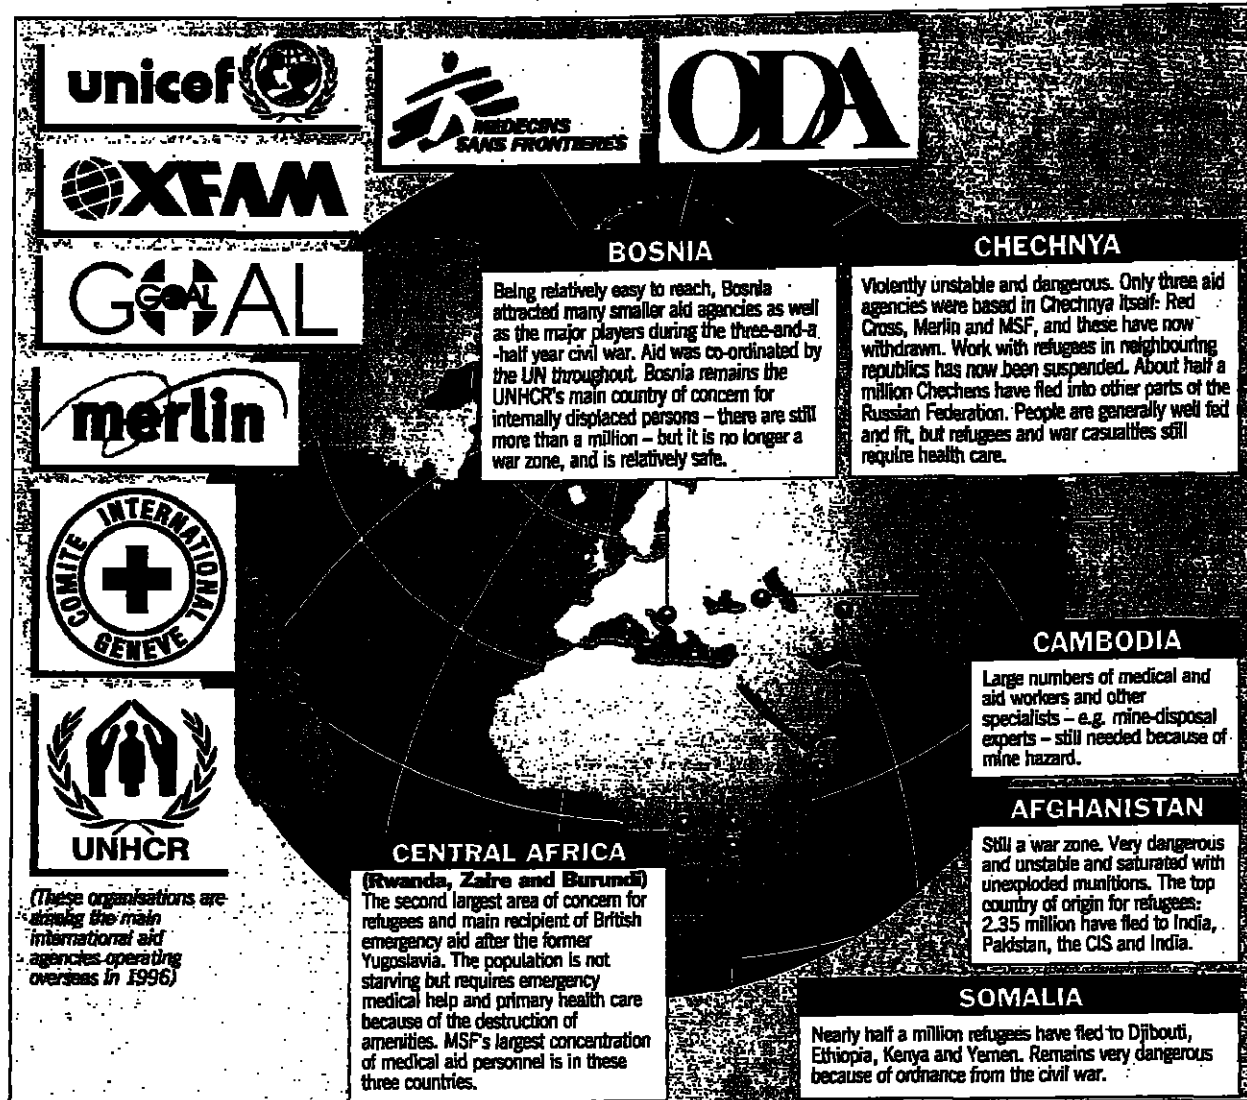 unicef
MEDECINS
SANS FRONTIERES
ODA
OXFAM
GOAL
GOAL
merlin
COMITE INTERNATIONAL
GENEVE
UNHCR
(These organisations are
among the main
international aid
agencies operating
overseas in 1996)
BOSNIA
Being relatively easy to reach, Bosnia
attracted many smaller aid agencies as well
as the major players during the three-and-a
-half year civil war. Aid was co-ordinated by
the UN throughout. Bosnia remains the
UNHCR's main country of concern for
internally displaced persons – there are still
more than a million – but it is no longer a
war zone, and is relatively safe.
CHECHNYA
Violently unstable and dangerous. Only three aid
agencies were based in Chechnya itself: Red
Cross, Merlin and MSF, and these have now
withdrawn. Work with refugees in neighbouring
republics has now been suspended. About half a
million Chechens have fled into other parts of the
Russian Federation. People are generally well fed
and fit, but refugees and war casualties still
require health care.
CAMBODIA
Large numbers of medical and
aid workers and other
specialists – e.g. mine-disposal
experts – still needed because of
mine hazard.
AFGHANISTAN
Still a war zone. Very dangerous
and unstable and saturated with
unexploded munitions. The top
country of origin for refugees:
2.35 million have fled to India,
Pakistan, the CIS and India.
CENTRAL AFRICA
(Rwanda, Zaire and Burundi)
The second largest area of concern for
refugees and main recipient of British
emergency aid after the former
Yugoslavia. The population is not
starving but requires emergency
medical help and primary health care
because of the destruction of
amenities. MSF's largest concentration
of medical aid personnel is in these
three countries.
SOMALIA
Nearly half a million refugees have fled to Djibouti,
Ethiopia, Kenya and Yemen. Remains very dangerous
because of ordnance from the civil war.